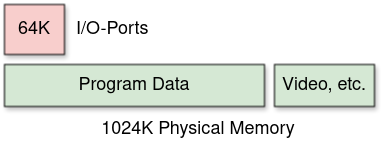 64K I/O-Ports
Program Data Video, etc.
1024K Physical Memory